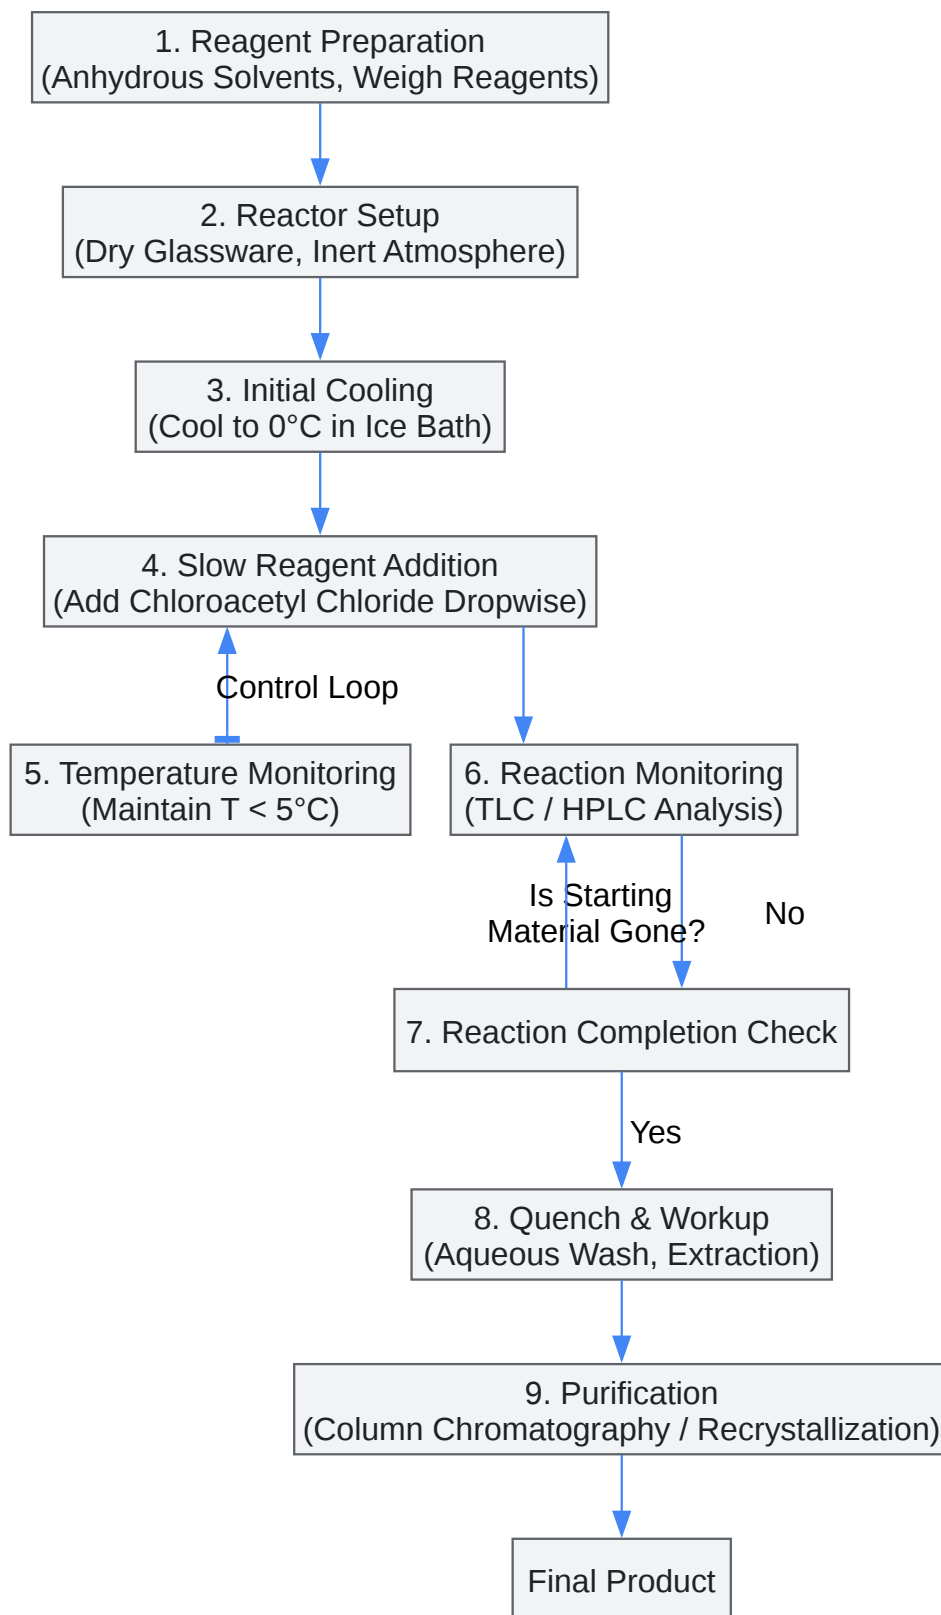 1. Reagent Preparation
(Anhydrous Solvents, Weigh Reagents)
2. Reactor Setup
(Dry Glassware, Inert Atmosphere)
3. Initial Cooling
(Cool to 0°C in Ice Bath)
4. Slow Reagent Addition
(Add Chloroacetyl Chloride Dropwise)
Control Loop
5. Temperature Monitoring
(Maintain T < 5°C)
6. Reaction Monitoring
(TLC / HPLC Analysis)
Is Starting
Material Gone?
No
7. Reaction Completion Check
Yes
8. Quench & Workup
(Aqueous Wash, Extraction)
9. Purification
(Column Chromatography / Recrystallization)
Final Product